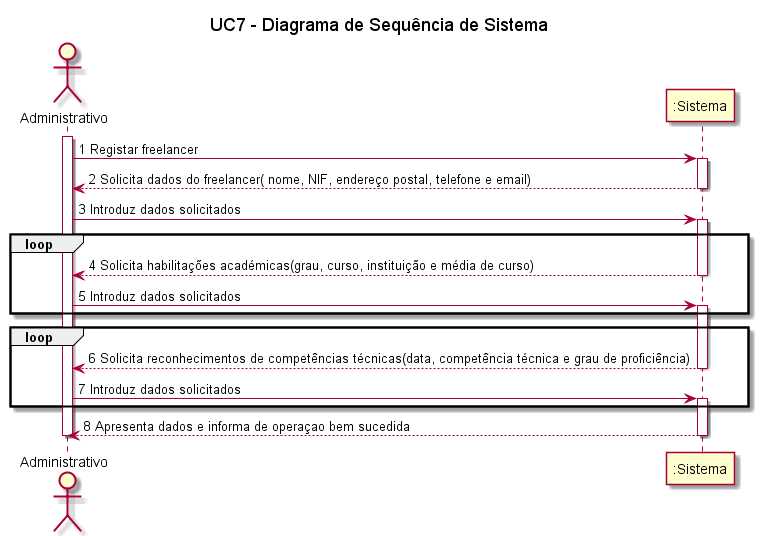 UC7 - Diagrama de Sequência de Sistema
Administrativo
:Sistema
1 Registar freelancer
2 Solicita dados do freelancer( nome, NIF, endereço postal, telefone e email)
3 Introduz dados solicitados
loop
4 Solicita habilitações académicas(grau, curso, instituição e média de curso)
5 Introduz dados solicitados
loop
6 Solicita reconhecimentos de competências técnicas(data, competência técnica e grau de proficiência)
7 Introduz dados solicitados
8 Apresenta dados e informa de operaçao bem sucedida
Administrativo
:Sistema